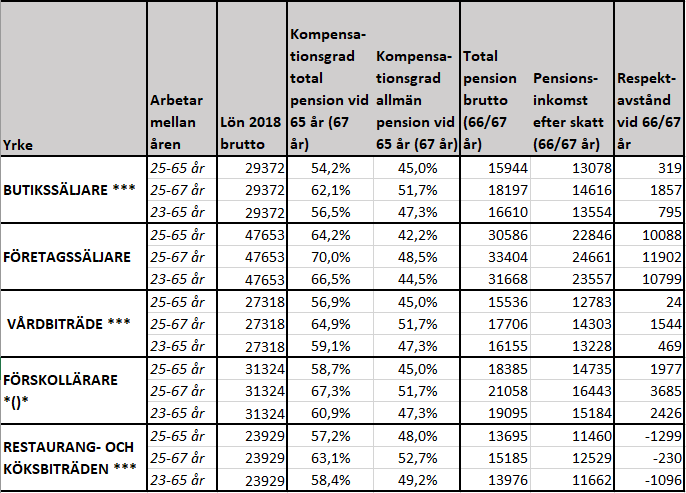 Yrke Arbetar mellan åren Lön 2018 brutto Kompensa-tionsgrad total pension vid 65 år (67 år) Kompensa-tionsgrad allmän pension vid 65 år (67 år) Total pension brutto (66/67 år) Pensions-inkomst efter skatt (66/67 år) Respekt-avstånd vid 66/67 år
BUTIKSSÄLJARE *** 25-65 år 29372 54,2% 45,0% 15944 13078 319
25-67 år 29372 62,1% 51,7% 18197 14616 1857
23-65 år 29372 56,5% 47,3% 16610 13554 795
FÖRETAGSSÄLJARE 25-65 år 47653 64,2% 42,2% 30586 22846 10088
25-67 år 47653 70,0% 48,5% 33404 24661 11902
23-65 år 47653 66,5% 44,5% 31668 23557 10799
VÅRDBITRÄDE *** 25-65 år 27318 56,9% 45,0% 15536 12783 24
25-67 år 27318 64,9% 51,7% 17706 14303 1544
23-65 år 27318 59,1% 47,3% 16155 13228 469
FÖRSKOLLÄRARE *()* 25-65 år 31324 58,7% 45,0% 18385 14735 1977
25-67 år 31324 67,3% 51,7% 21058 16443 3685
23-65 år 31324 60,9% 47,3% 19095 15184 2426
RESTAURANG- OCH KÖKSBITRÄDEN *** 25-65 år 23929 57,2% 48,0% 13695 11460 -1299
25-67 år 23929 63,1% 52,7% 15185 12529 -230
23-65 år 23929 58,4% 49,2% 13976 11662 -1096